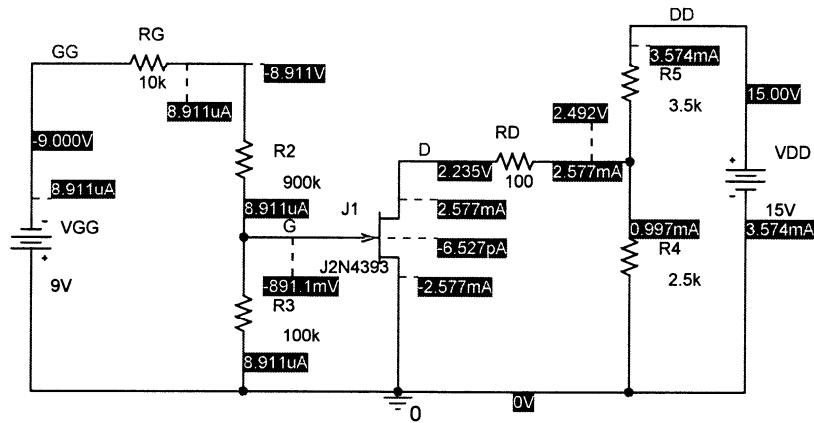 DD
RG
GG
-8.911V
3.574mA
R5
10k
8.911uA
3.5k
15.00V
2.492V
-9.000V
R2
D
RD
VDD
2.235V
2.577mA
900k
100
8.911uA
8.911uA
J1
2.577mA
15V
VGG
G
0.997mA
3.574mA
-6.527pA
R4
J2N4393
-2.577mA
2.5k
9V
-891.1mV
R3
100k
8.911uA
0V
0